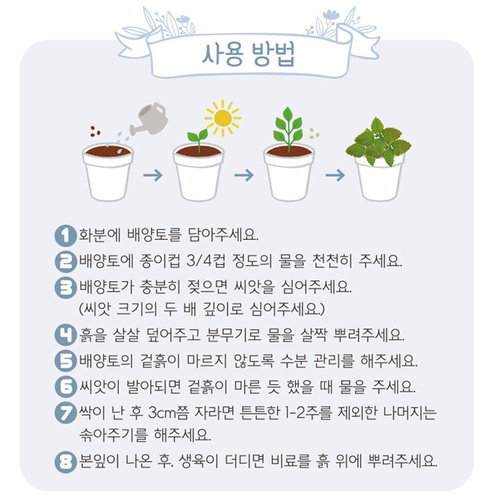 사용 방법
1 화분에 배양토를 담아주세요.
2 배양토에 종이컵 3/4컵 정도의 물을 천천히 주세요.
3 배양토가 충분히 젖으면 씨앗을 심어주세요.
(씨앗 크기의 두 배 깊이로 심어주세요.)
4 흙을 살살 덮어주고 분무기로 물을 살짝 뿌려주세요.
5 배양토의 겉흙이 마르지 않도록 수분 관리를 해주세요.
6 씨앗이 발아되면 겉흙이 마른 듯 했을 때 물을 주세요.
7 싹이 난 후 3cm쯤 자라면 튼튼한 1-2주를 제외한 나머지는
솎아주기를 해주세요.
8 본잎이 나온 후, 생육이 더디면 비료를 흙 위에 뿌려주세요.